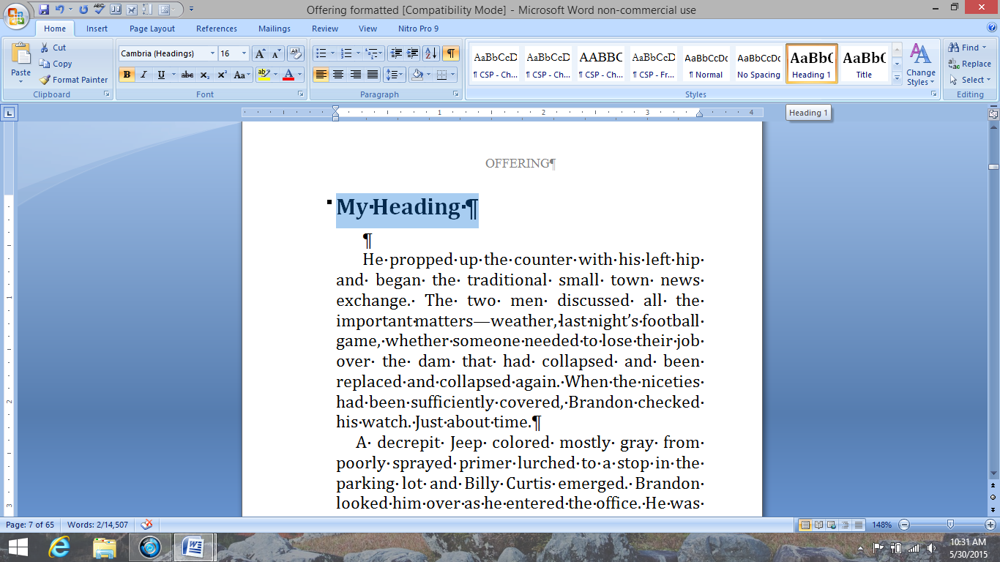 Offering formatted [Compatibility Mode] - Microsoft Word non-commercial use
Home Insert Page Layout References Mailings Review View Nitro Pro 9
Paste
Cut
Copy
Format Painter
Clipboard
Cambria (Headings) 16
B I U abc x₂ x² Aa
Font
Paragraph
AaBbCcD AaBbCcD AABBC AaBbCcD AaBbCcDc AaBbCcDc AaBbC AaBbC
¶ CSP - Ch... ¶ CSP - Ch... ¶ CSP - Ch... ¶ CSP - Fr... ¶ Normal No Spacing Heading 1 Title
Change Styles
Styles
Find
Replace
Select
Editing
1 2 3 4
Heading 1
OFFERING¶
My·Heading·¶
¶
He·propped·up·the·counter·with·his·left·hip·
and· began· the· traditional· small· town· news·
exchange.· The· two· men· discussed· all· the·
important·matters—weather,·last·night’s·football·
game,·whether·someone·needed·to·lose·their·job·
over· the· dam· that· had· collapsed· and· been·
replaced·and·collapsed·again.·When·the·niceties·
had·been·sufficiently·covered,·Brandon·checked·
his·watch.·Just·about·time.¶
A· decrepit· Jeep· colored· mostly· gray· from·
poorly·sprayed·primer·lurched·to·a·stop·in·the·
parking·lot·and·Billy·Curtis·emerged.·Brandon·
looked·him·over·as·he·entered·the·office.·He·was·
1
2
3
Page: 7 of 65 Words: 2/14,507 148%
10:31 AM
5/30/2015